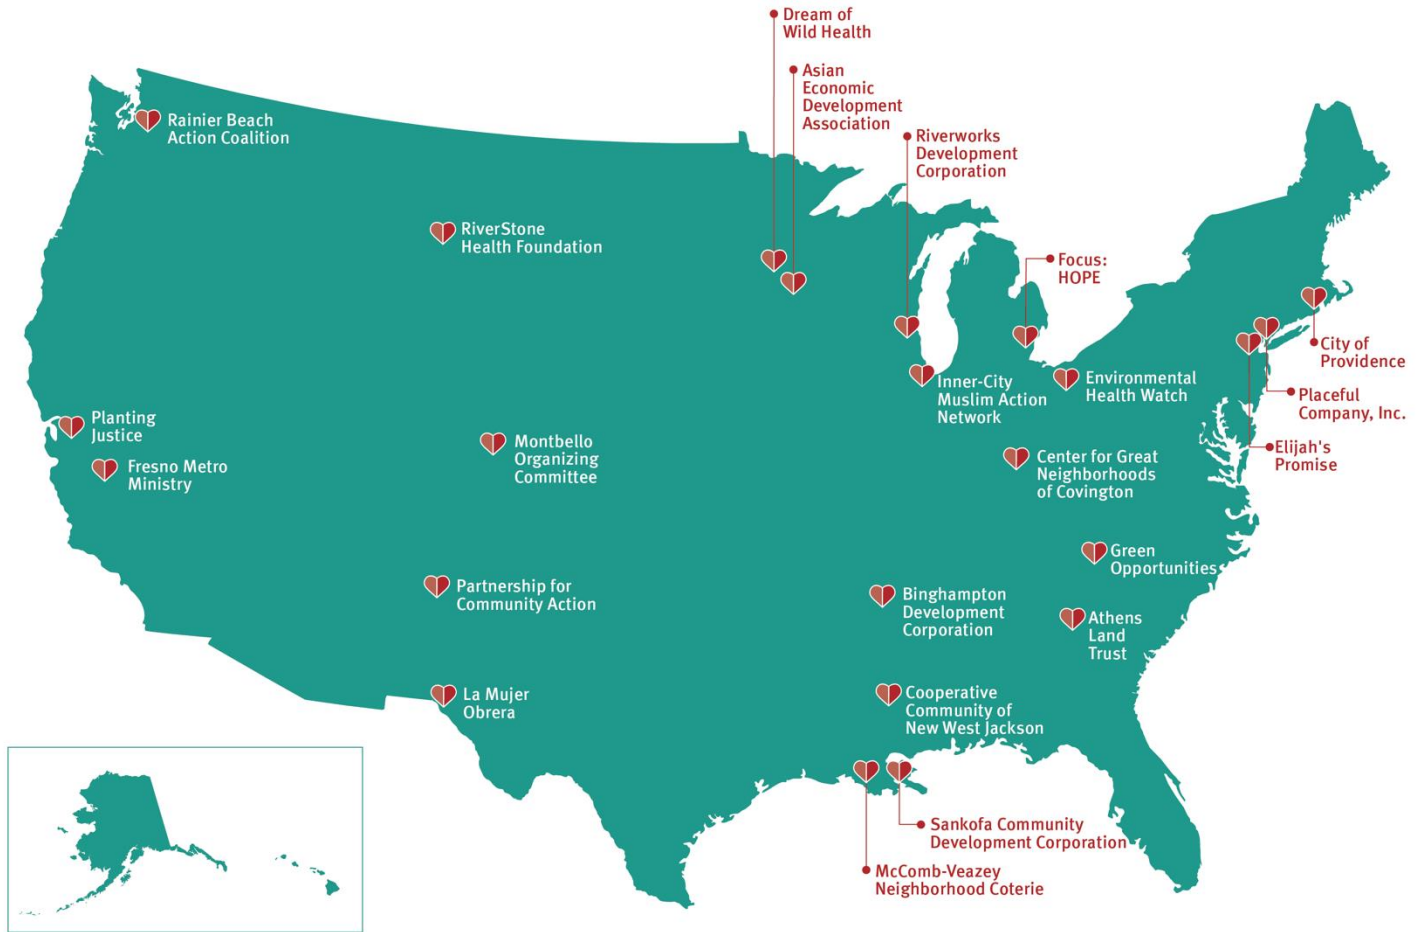 Dream of
Wild Health
Asian
Economic
Development
Association
Riverworks
Development
Corporation
Rainier Beach
Action Coalition
RiverStone
Health Foundation
Focus:
HOPE
City of
Providence
Placeful
Company, Inc.
Elijah's
Promise
Inner-City
Muslim Action
Network
Environmental
Health Watch
Planting
Justice
Fresno Metro
Ministry
Montbello
Organizing
Committee
Center for Great
Neighborhoods
of Covington
Green
Opportunities
Partnership for
Community Action
Binghampton
Development
Corporation
Athens
Land
Trust
La Mujer
Obrera
Cooperative
Community of
New West Jackson
Sankofa Community
Development Corporation
McComb-Veazey
Neighborhood Coterie